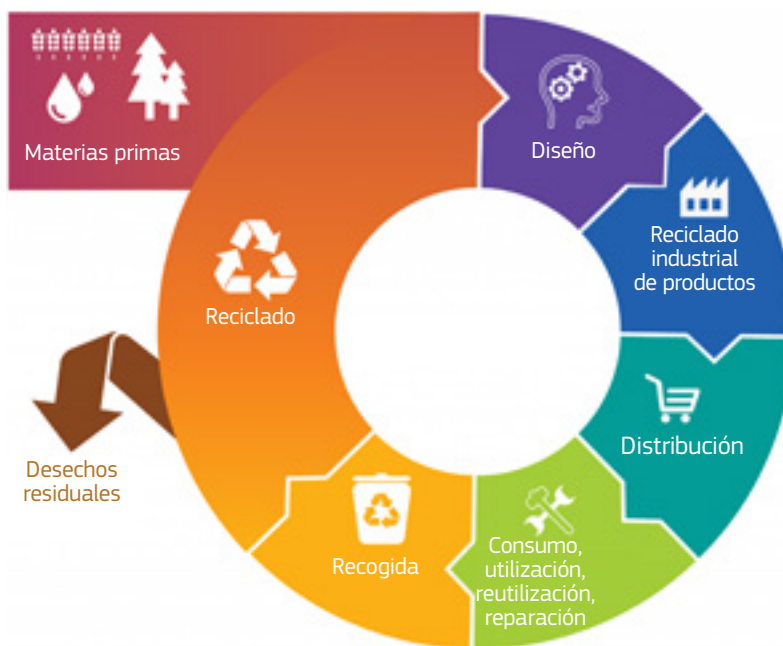 Materias primas
Diseño
Reciclado
industrial
de productos
Distribución
Consumo,
utilización,
reutilización,
reparación
Recogida
Reciclado
Desechos
residuales